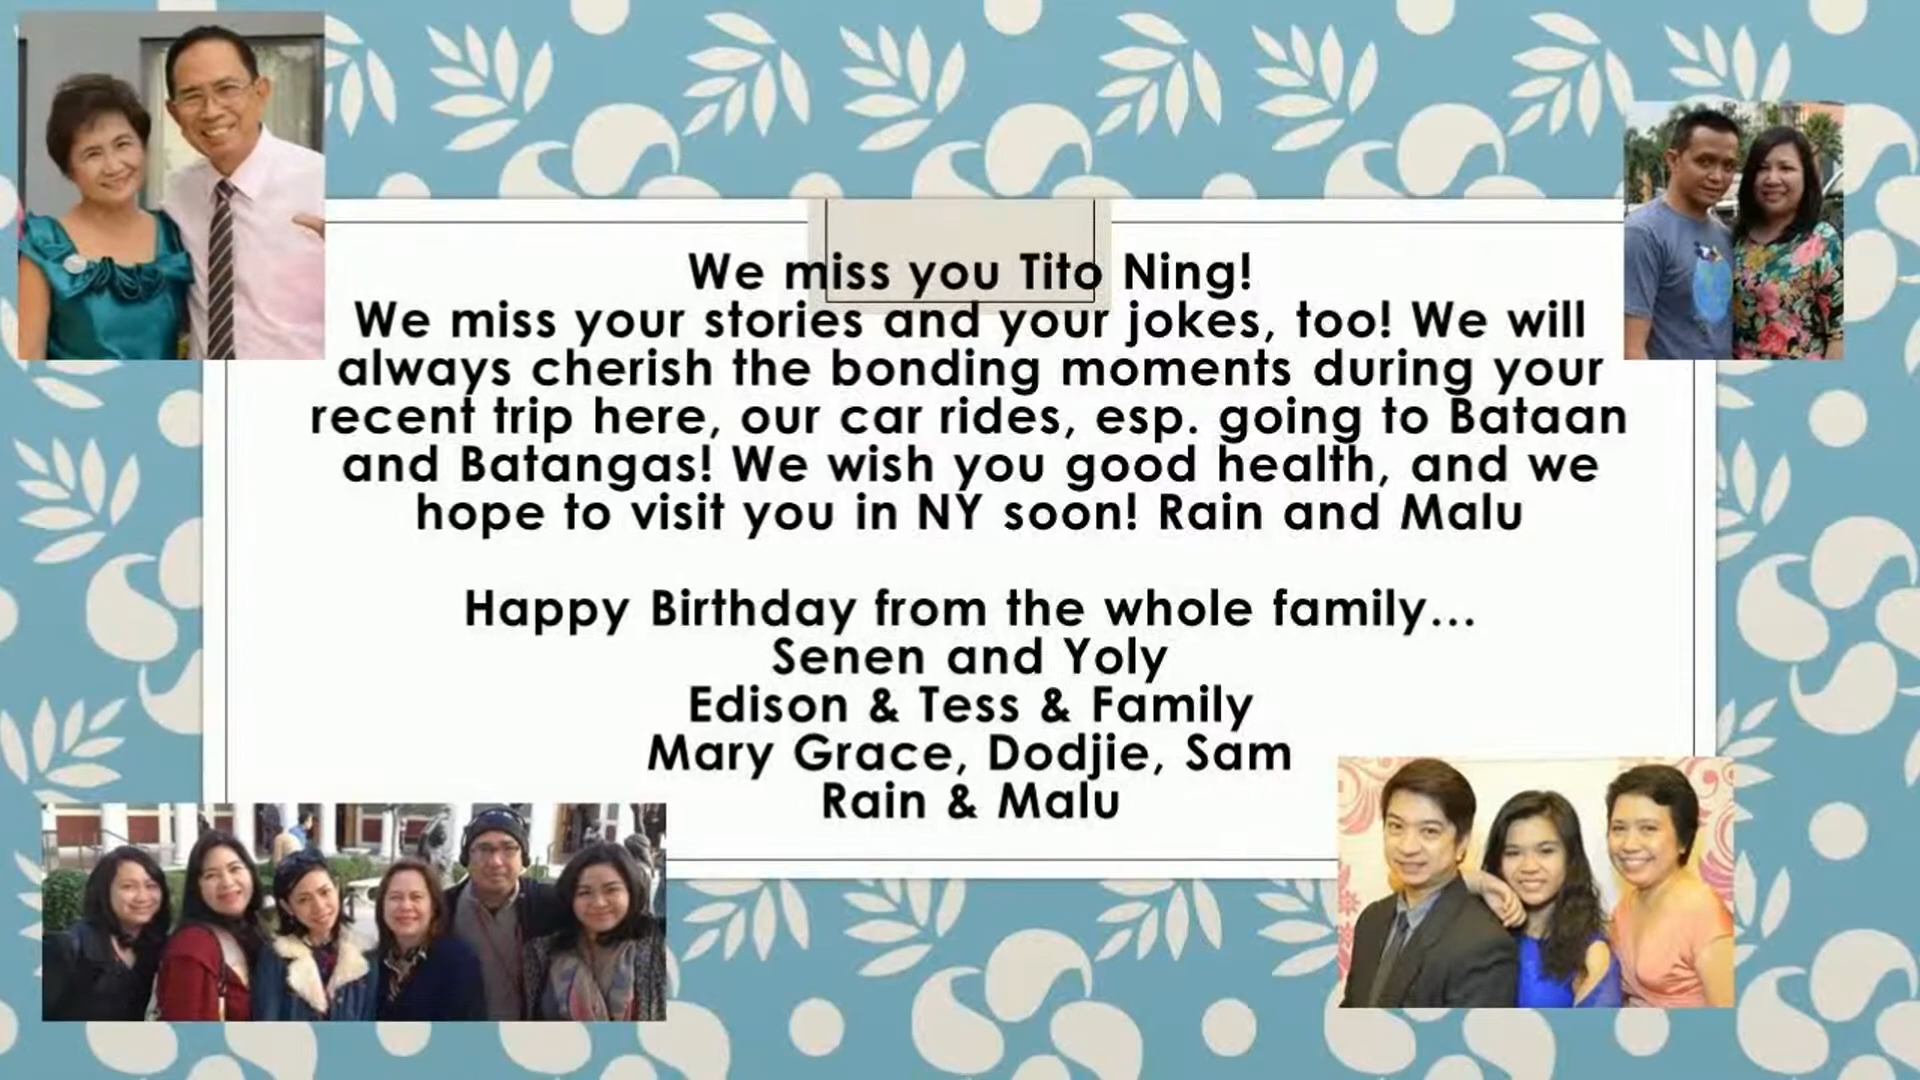 We miss you Tito Ning!
We miss your stories and your jokes, too! We will
always cherish the bonding moments during your
recent trip here, our car rides, esp. going to Bataan
and Batangas! We wish you good health, and we
hope to visit you in NY soon! Rain and Malu
Happy Birthday from the whole family...
Senen and Yoly
Edison & Tess & Family
Mary Grace, Dodjie, Sam
Rain & Malu